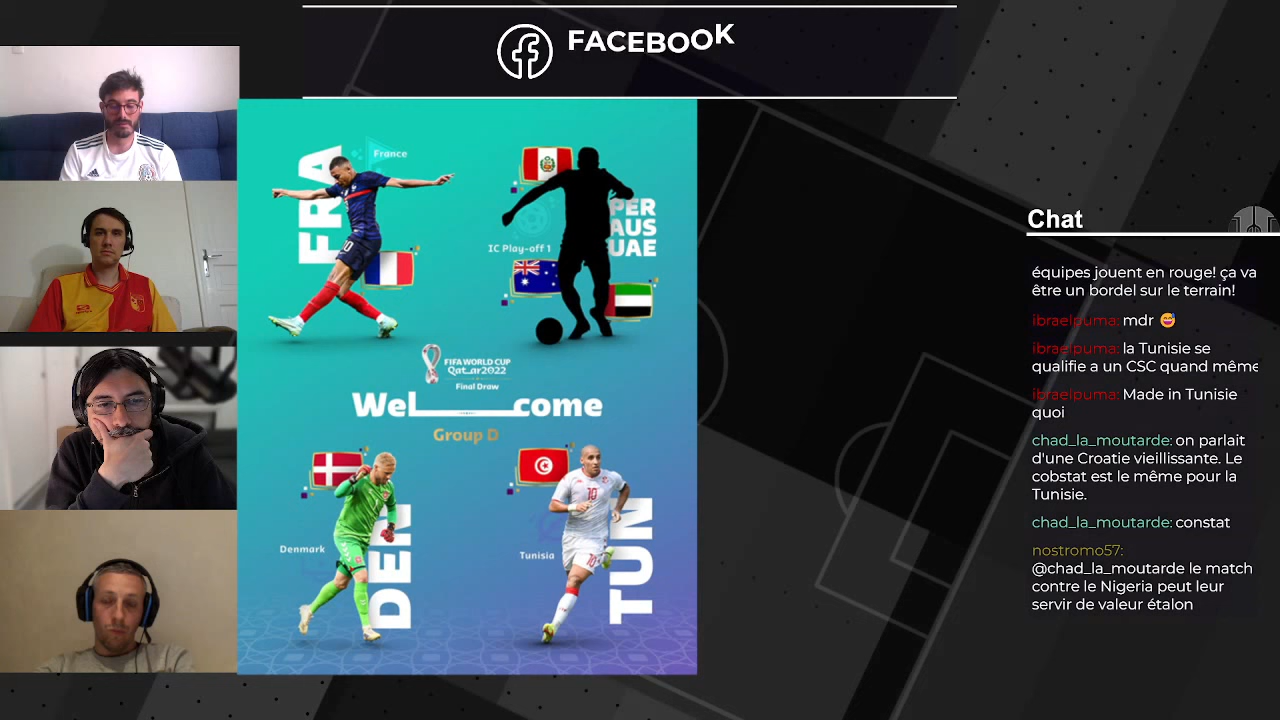 FACEBOOK
FRA
France
PER
AUS
UAE
IC Play-off 1
10
FIFA WORLD CUP
Qatar2022
Final Draw
Welcome
Group D
DEN
Denmark
TUN
Tunisia
10
10
Chat
équipes jouent en rouge! ça va
être un bordel sur le terrain!
ibraelpuma: mdr 😅
ibraelpuma: la Tunisie se
qualifie a un CSC quand même
ibraelpuma: Made in Tunisie
quoi
chad_la_moutarde: on parlait
d'une Croatie vieillissante. Le
cobstat est le même pour la
Tunisie.
chad_la_moutarde: constat
nostromo57:
@chad_la_moutarde le match
contre le Nigeria peut leur
servir de valeur étalon